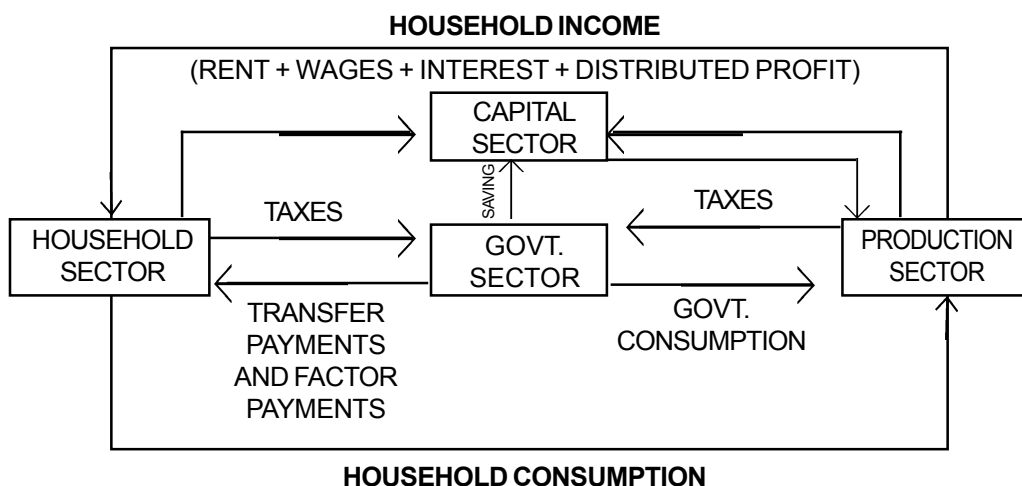 HOUSEHOLD INCOME
(RENT + WAGES + INTEREST + DISTRIBUTED PROFIT)
CAPITAL
SECTOR
SAVING
TAXES
TAXES
HOUSEHOLD
SECTOR
GOVT.
SECTOR
PRODUCTION
SECTOR
TRANSFER
PAYMENTS
AND FACTOR
PAYMENTS
GOVT.
CONSUMPTION
HOUSEHOLD CONSUMPTION